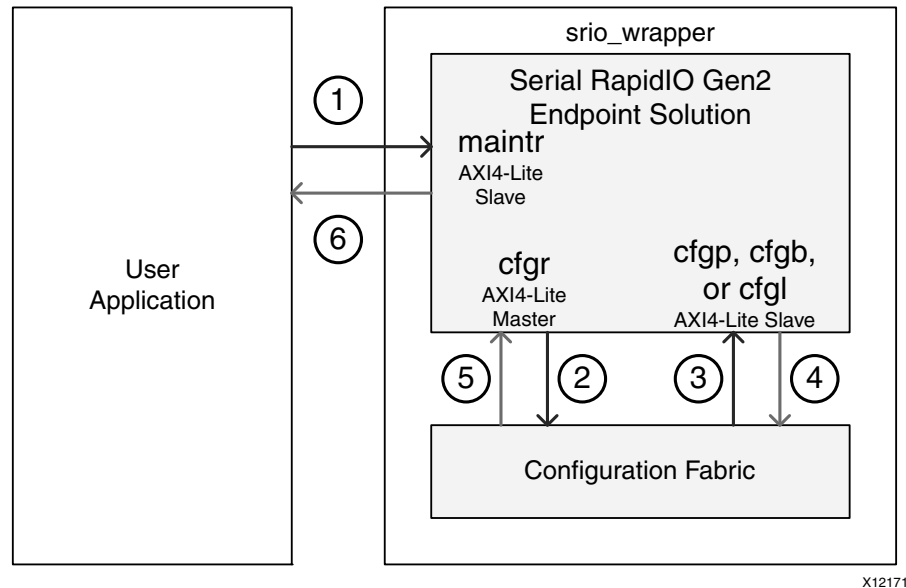 srio_wrapper
Serial RapidIO Gen2
Endpoint Solution
1
maintr
AXI4-Lite
Slave
6
User
Application
cfgr
AXI4-Lite
Master
cfgp, cfgb,
or cfgl
AXI4-Lite Slave
5
2
3
4
Configuration Fabric
X12171